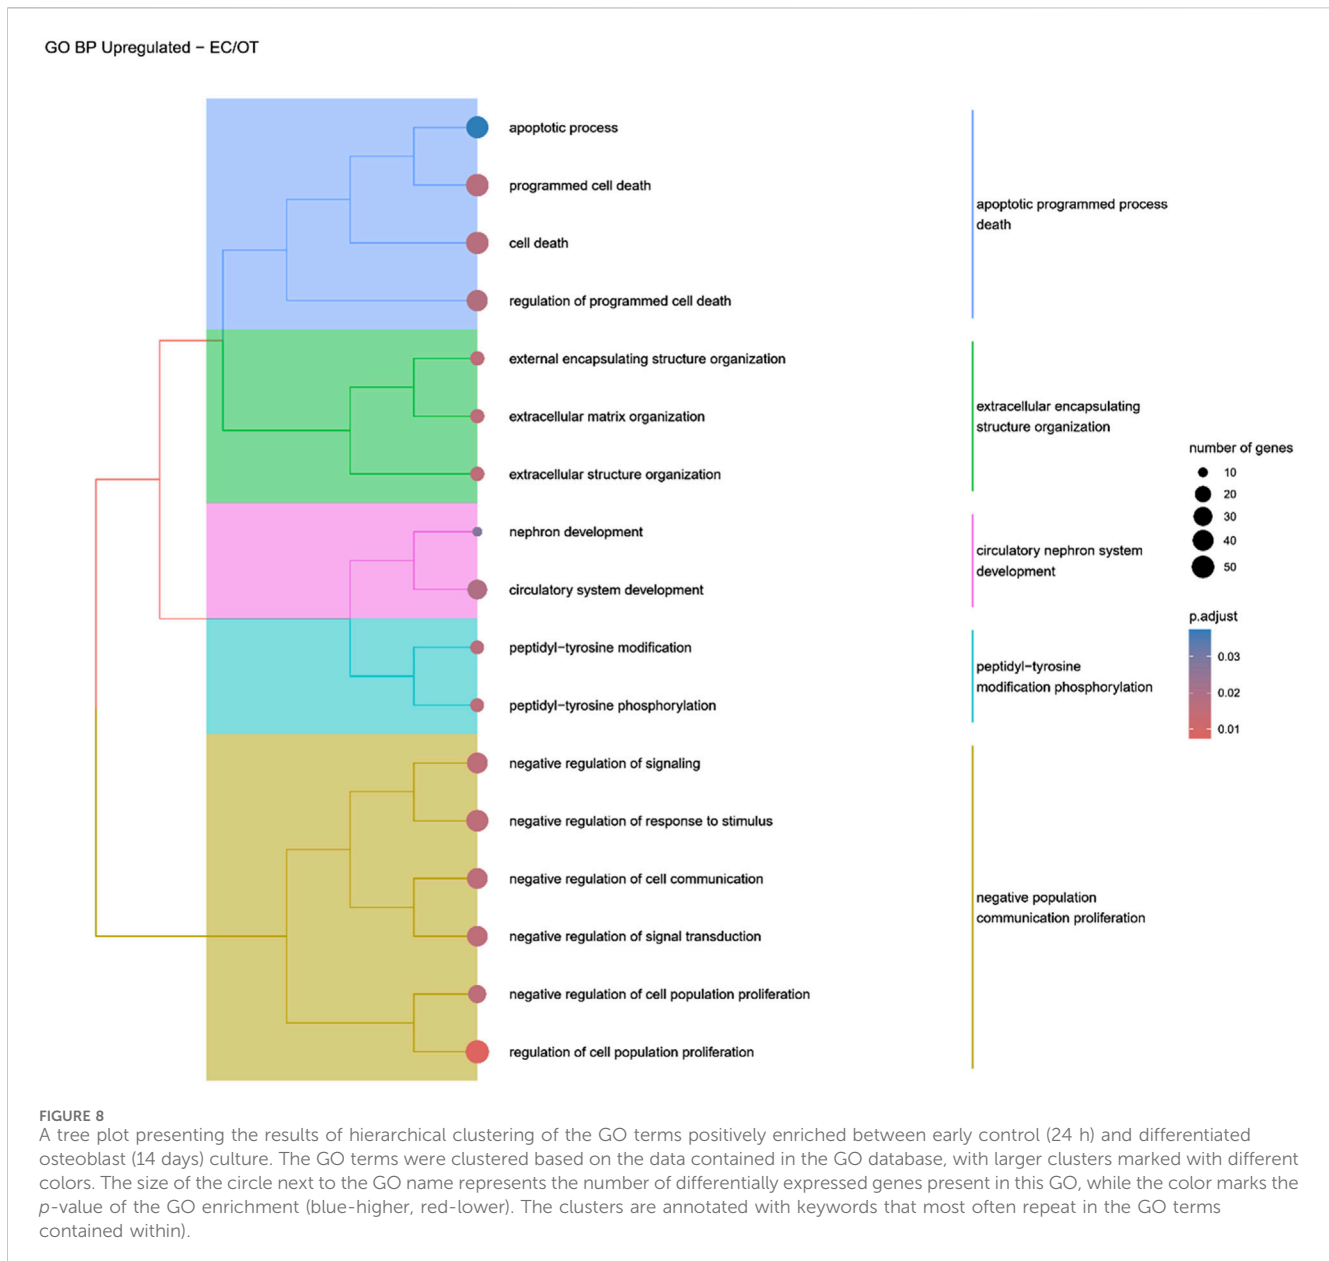 GO BP Upregulated − EC/OT
apoptotic process
programmed cell death
cell death
regulation of programmed cell death
external encapsulating structure organization
extracellular matrix organization
extracellular structure organization
nephron development
circulatory system development
peptidyl−tyrosine modification
peptidyl−tyrosine phosphorylation
negative regulation of signaling
negative regulation of response to stimulus
negative regulation of cell communication
negative regulation of signal transduction
negative regulation of cell population proliferation
regulation of cell population proliferation
apoptotic programmed process
death
extracellular encapsulating
structure organization
circulatory nephron system
development
peptidyl−tyrosine
modification phosphorylation
negative population
communication proliferation
number of genes
10
20
30
40
50
p.adjust
0.03
0.02
0.01
FIGURE 8
A tree plot presenting the results of hierarchical clustering of the GO terms positively enriched between early control (24 h) and differentiated
osteoblast (14 days) culture. The GO terms were clustered based on the data contained in the GO database, with larger clusters marked with different
colors. The size of the circle next to the GO name represents the number of differentially expressed genes present in this GO, while the color marks the
p-value of the GO enrichment (blue-higher, red-lower). The clusters are annotated with keywords that most often repeat in the GO terms
contained within).